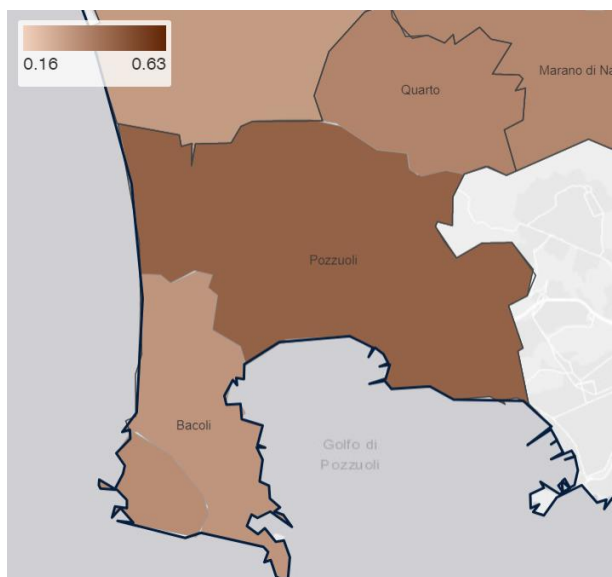 0.16 0.63
Marano di Na
Quarto
Pozzuoli
Bacoli
Golfo di
Pozzuoli